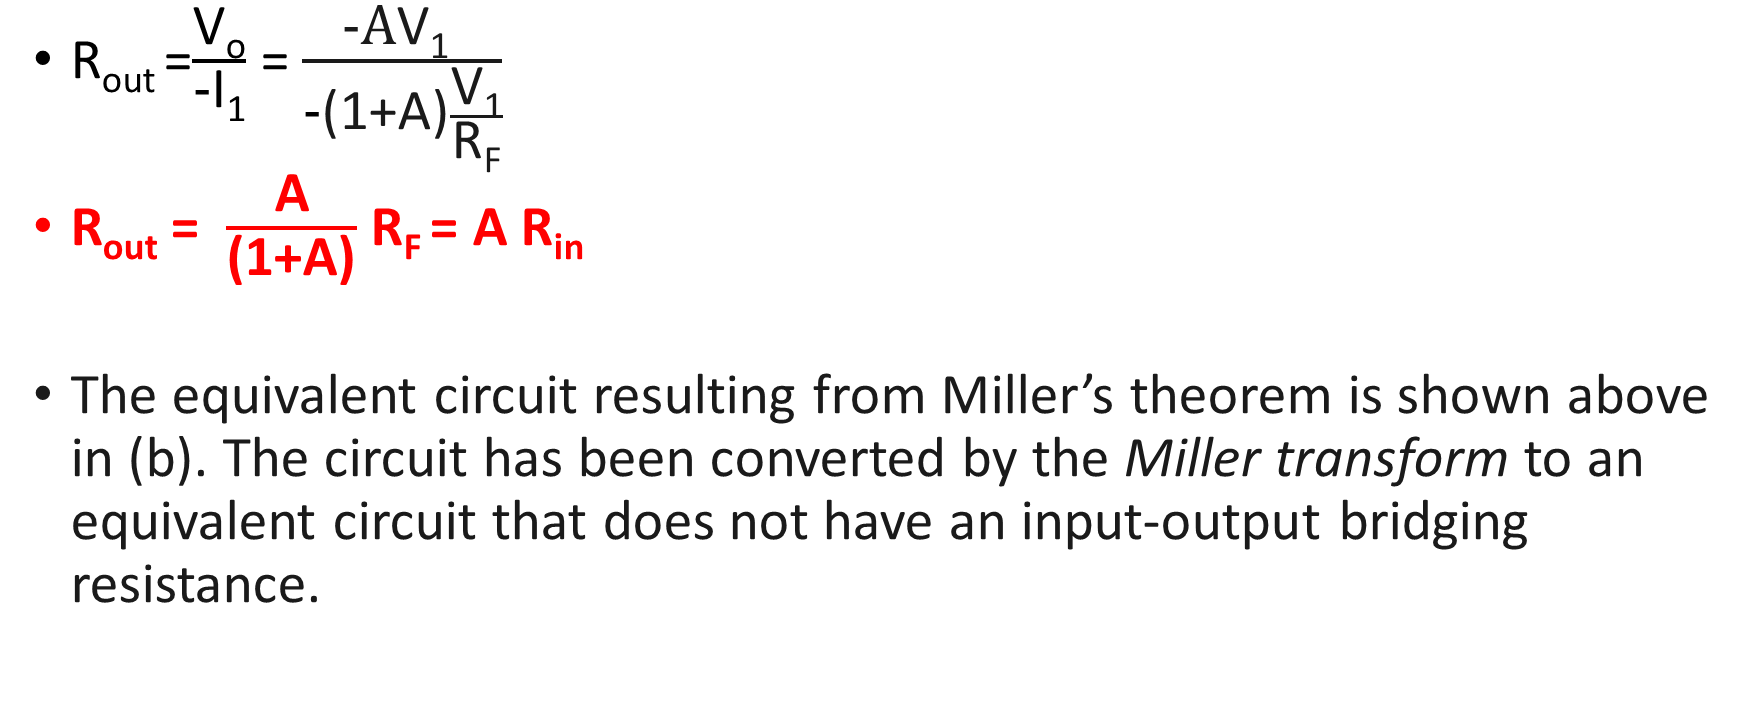 • R_out = V_o / -I_1 = -AV_1 / -(1+A) V_1 / R_F
• R_out = A / (1+A) R_F = A R_in
• The equivalent circuit resulting from Miller’s theorem is shown above
in (b). The circuit has been converted by the Miller transform to an
equivalent circuit that does not have an input-output bridging
resistance.